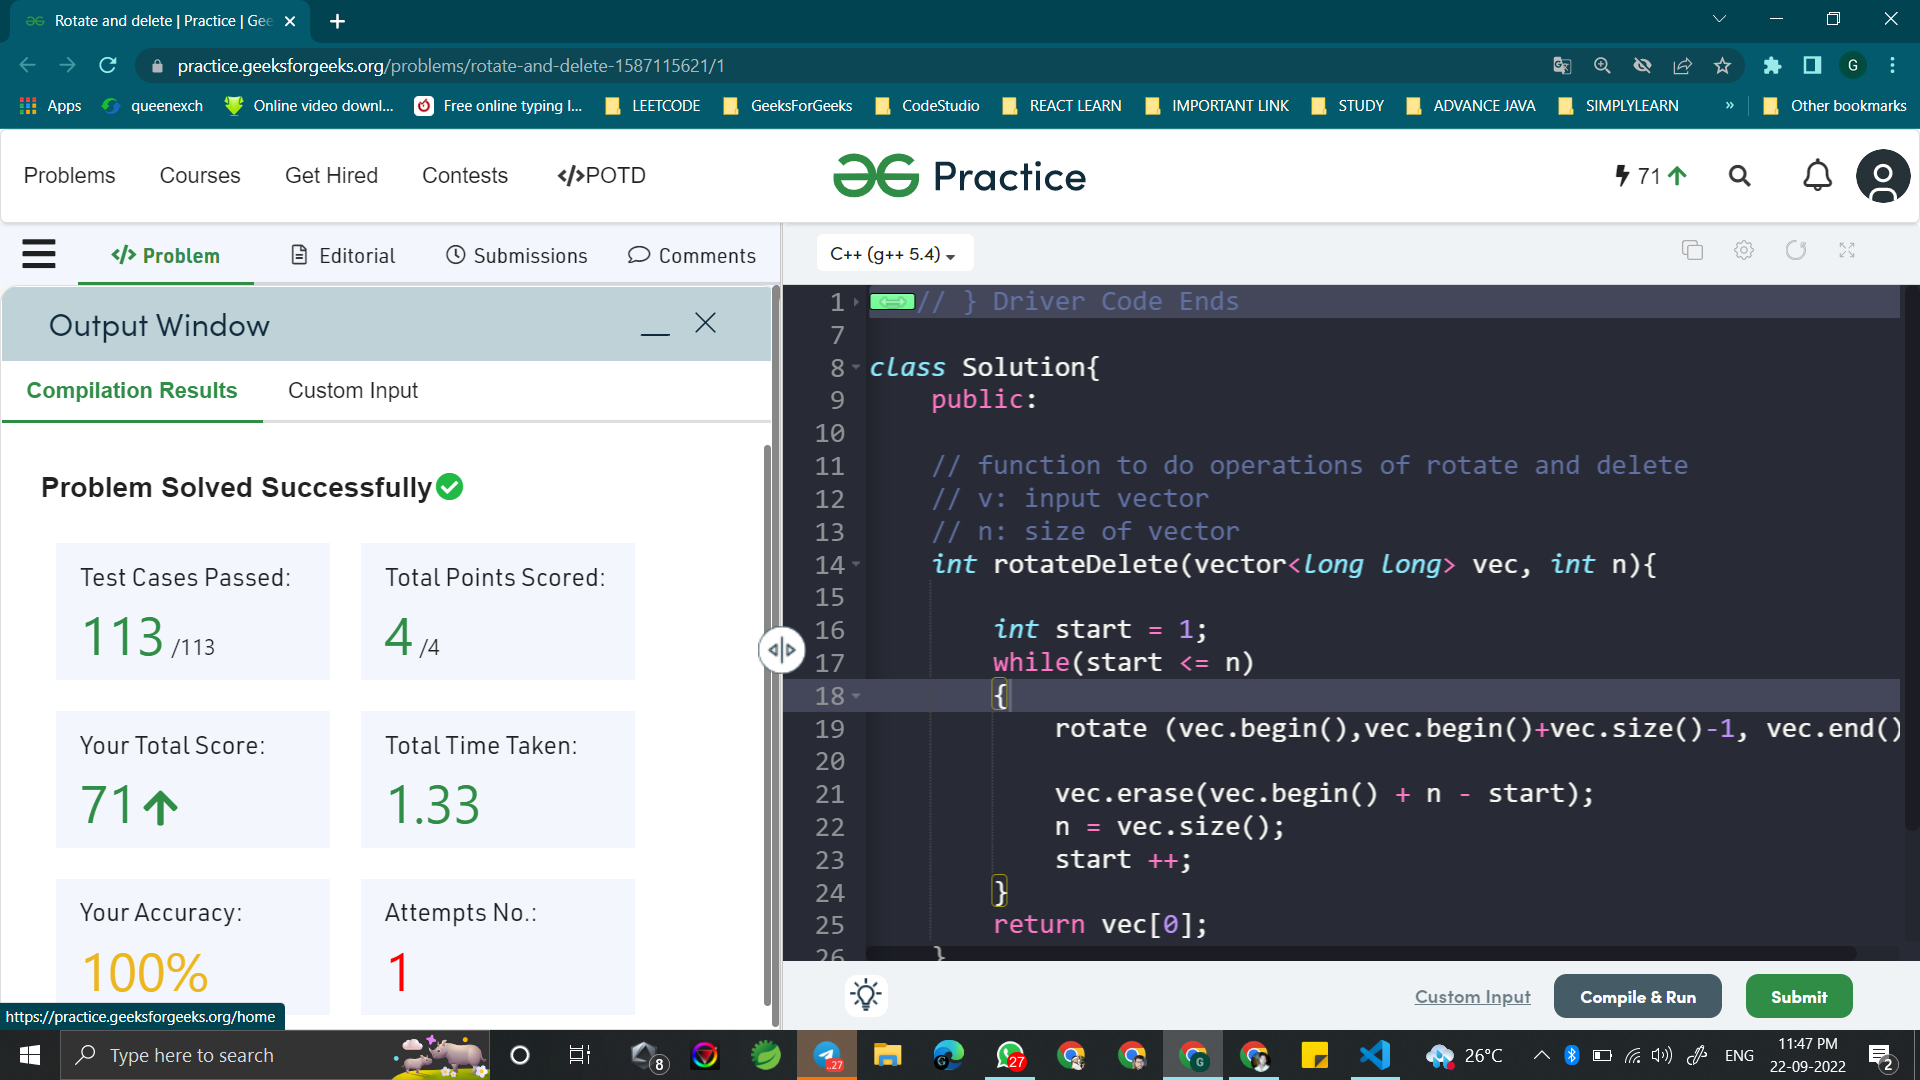 Rotate and delete | Practice | Gee
practice.geeksforgeeks.org/problems/rotate-and-delete-1587115621/1
G
Apps queenexch Online video downl... Free online typing I... LEETCODE GeeksForGeeks CodeStudio REACT LEARN IMPORTANT LINK STUDY ADVANCE JAVA SIMPLYLEARN » Other bookmarks
Problems Courses Get Hired Contests </>POTD Practice 71
</> Problem Editorial Submissions Comments
Output Window
Compilation Results Custom Input
Problem Solved Successfully
Test Cases Passed: Total Points Scored:
113 /113 4 /4
Your Total Score: Total Time Taken:
71 1.33
Your Accuracy: Attempts No.:
100% 1
https://practice.geeksforgeeks.org/home
C++ (g++ 5.4)
1 // } Driver Code Ends
7
8 class Solution{
9 public:
10
11 // function to do operations of rotate and delete
12 // v: input vector
13 // n: size of vector
14 int rotateDelete(vector<long long> vec, int n){
15
16 int start = 1;
17 while(start <= n)
18 {
19 rotate (vec.begin(),vec.begin()+vec.size()-1, vec.end()
20
21 vec.erase(vec.begin() + n - start);
22 n = vec.size();
23 start ++;
24 }
25 return vec[0];
26 }
Custom Input Compile & Run Submit
Type here to search 8 ..27 27 G 26°C ENG 11:47 PM
22-09-2022 2